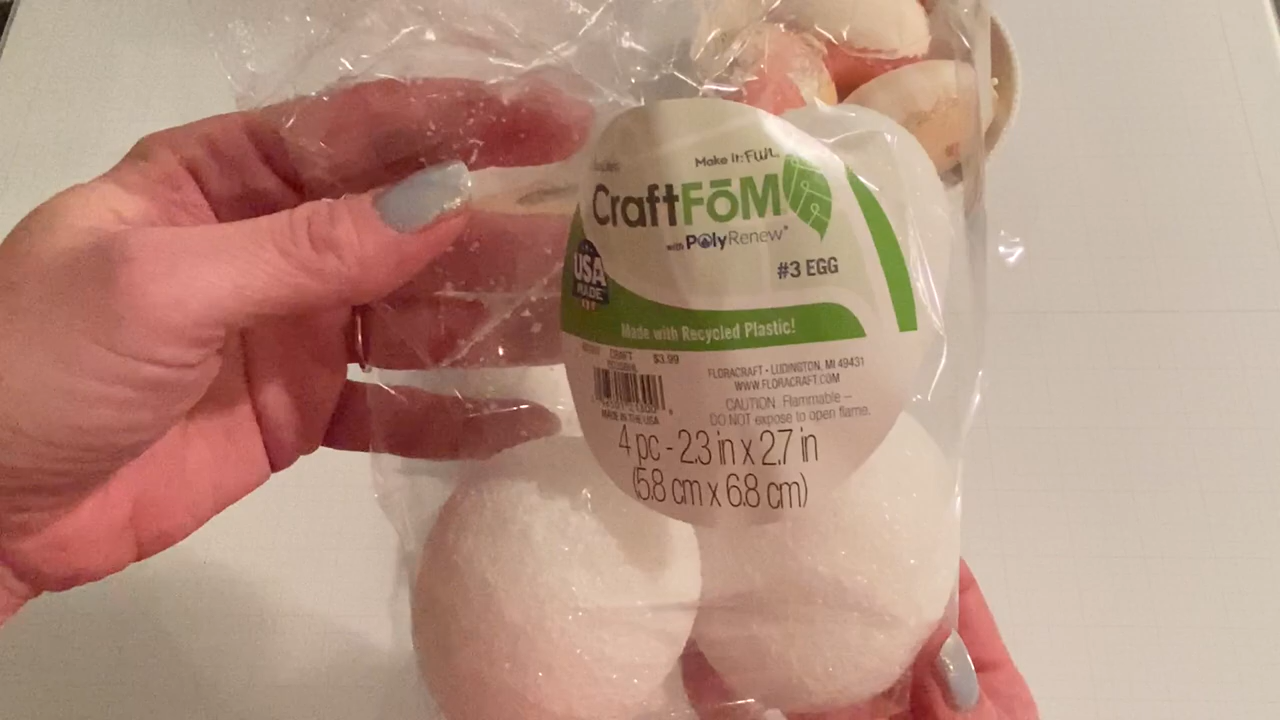 Make It: Fun.
CraftFōM
with PolyRenew
#3 EGG
USA
MADE
Made with Recycled Plastic!
CRAFT $3.99
FLORACRAFT • LUDINGTON, MI 49431
WWW.FLORACRAFT.COM
MADE IN THE USA
CAUTION Flammable –
DO NOT expose to open flame.
4 pc - 2.3 in x 2.7 in
(5.8 cm x 6.8 cm)